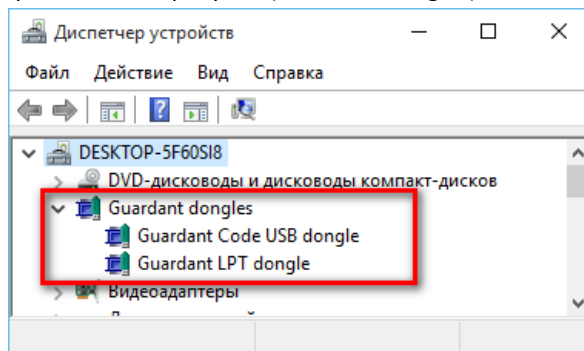 Диспетчер устройств
Файл Действие Вид Справка
DESKTOP-5F60SI8
DVD-дисководы и дисководы компакт-дисков
Guardant dongles
Guardant Code USB dongle
Guardant LPT dongle
Видеоадаптеры